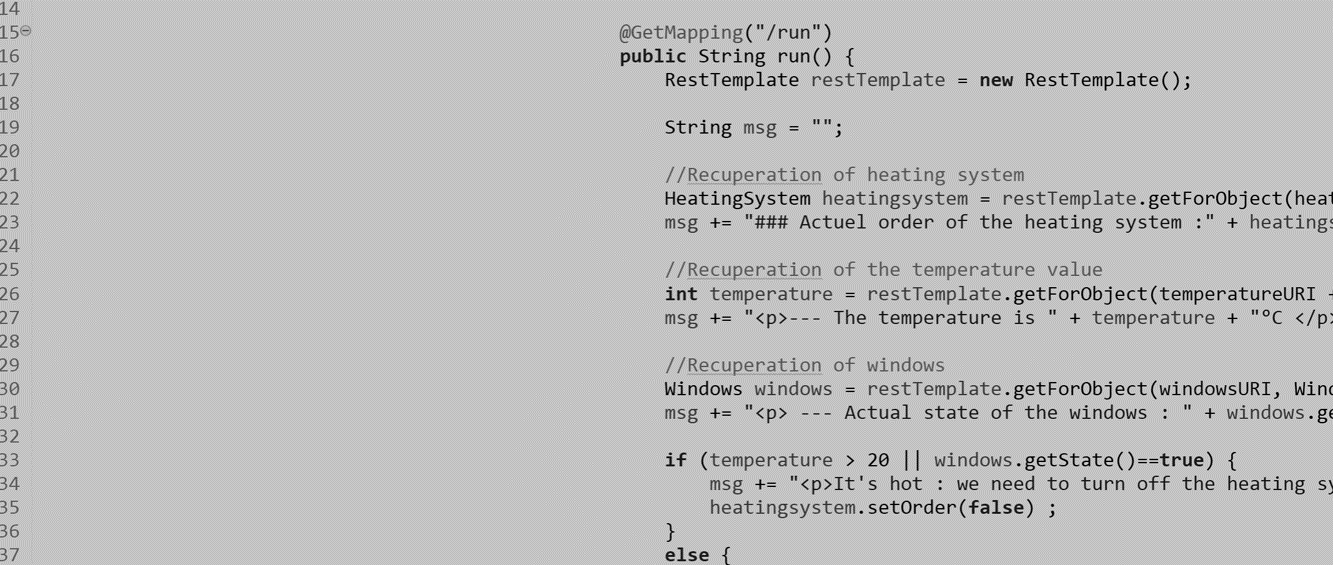 14
15 @GetMapping("/run")
16 public String run() {
17 RestTemplate restTemplate = new RestTemplate();
18
19 String msg = "";
20
21 //Recuperation of heating system
22 HeatingSystem heatingsystem = restTemplate.getForObject(heat
23 msg += "### Actuel order of the heating system :" + heatings
24
25 //Recuperation of the temperature value
26 int temperature = restTemplate.getForObject(temperatureURI +
27 msg += "<p>--- The temperature is " + temperature + "ºC </p>
28
29 //Recuperation of windows
30 Windows windows = restTemplate.getForObject(windowsURI, Wind
31 msg += "<p> --- Actual state of the windows : " + windows.ge
32
33 if (temperature > 20 || windows.getState()==true) {
34 msg += "<p>It's hot : we need to turn off the heating sy
35 heatingsystem.setOrder(false) ;
36 }
37 else {